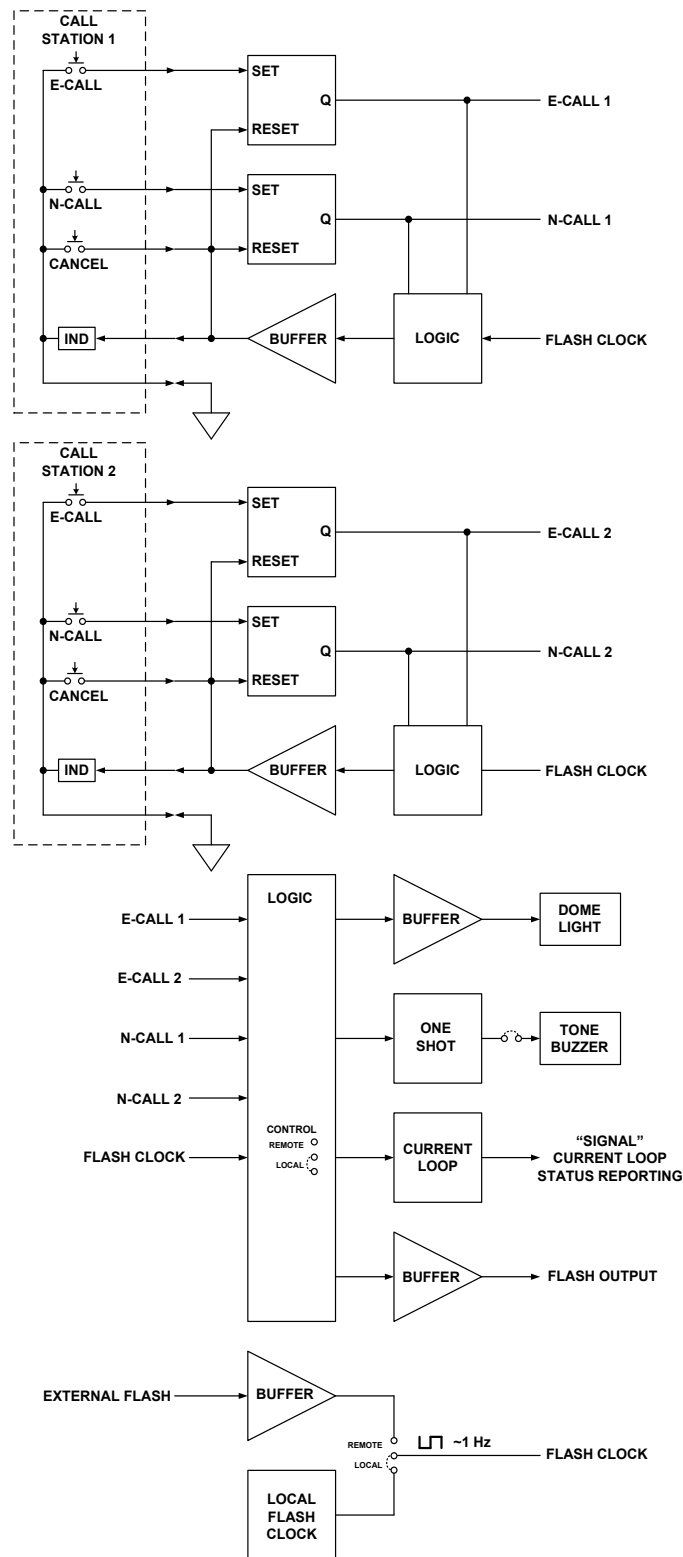 CALL
STATION 1
E-CALL
SET
Q
RESET
E-CALL 1
N-CALL
SET
Q
RESET
N-CALL 1
CANCEL
IND
BUFFER
LOGIC
FLASH CLOCK
CALL
STATION 2
E-CALL
SET
Q
RESET
E-CALL 2
N-CALL
SET
Q
RESET
N-CALL 2
CANCEL
IND
BUFFER
LOGIC
FLASH CLOCK
LOGIC
E-CALL 1
E-CALL 2
N-CALL 1
N-CALL 2
FLASH CLOCK
CONTROL
REMOTE
LOCAL
BUFFER
DOME
LIGHT
ONE
SHOT
TONE
BUZZER
CURRENT
LOOP
“SIGNAL”
CURRENT LOOP
STATUS REPORTING
BUFFER
FLASH OUTPUT
EXTERNAL FLASH
BUFFER
REMOTE
LOCAL
~1 Hz
FLASH CLOCK
LOCAL
FLASH
CLOCK